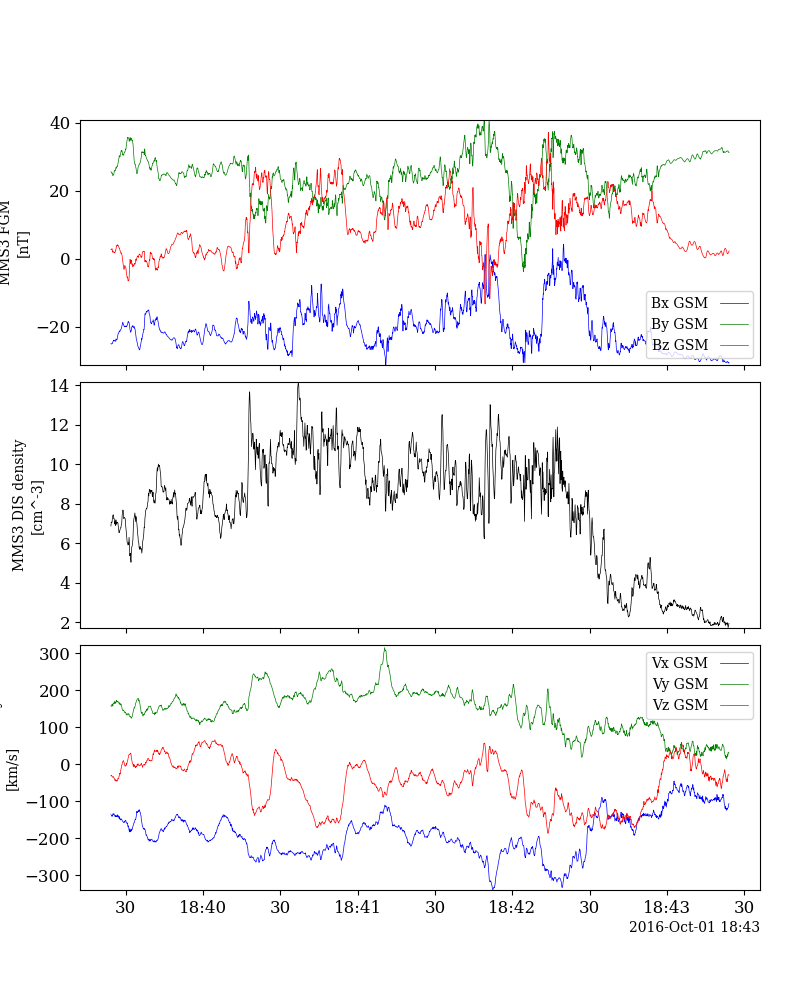 40
20
0
−20
MMS3 FGM
[nT]
Bx GSM
By GSM
Bz GSM
14
12
10
8
6
4
2
MMS3 DIS density
[cm^-3]
300
200
100
0
−100
−200
−300
[km/s]
Vx GSM
Vy GSM
Vz GSM
30 18:40 30 18:41 30 18:42 30 18:43 30
2016-Oct-01 18:43